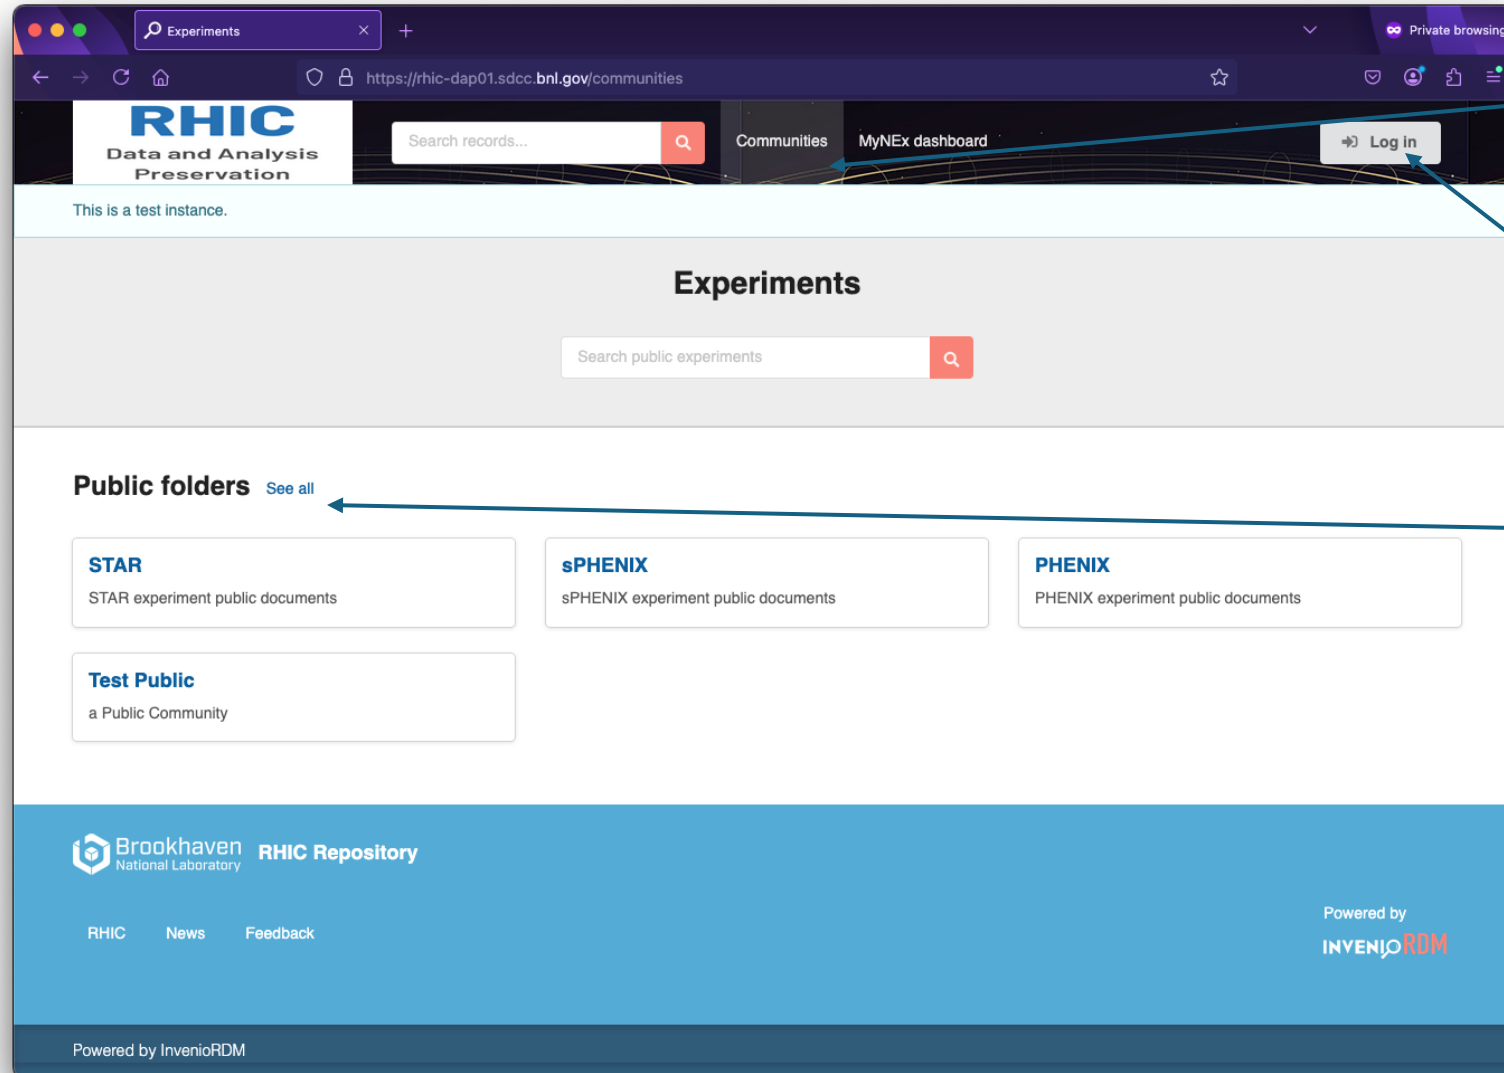 Experiments
Private browsing
https://rhic-dap01.sdcc.bnl.gov/communities
RHIC
Data and Analysis
Preservation
Search records...
Communities
MyNEx dashboard
Log in
This is a test instance.
Experiments
Search public experiments
Public folders See all
STAR
STAR experiment public documents
sPHENIX
sPHENIX experiment public documents
PHENIX
PHENIX experiment public documents
Test Public
a Public Community
Brookhaven
National Laboratory
RHIC Repository
RHIC
News
Feedback
Powered by
INVENIO RDM
Powered by InvenioRDM